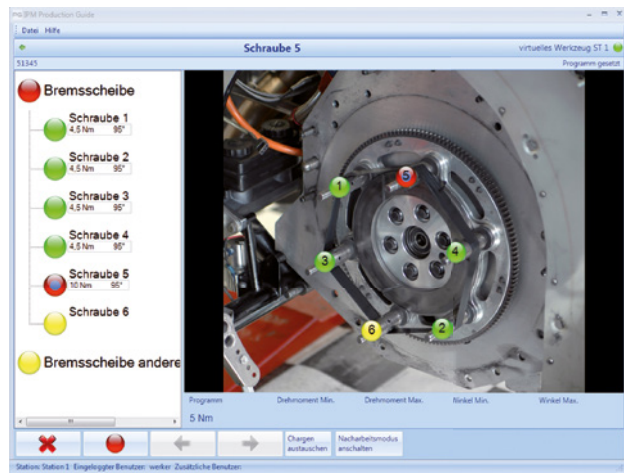 IPM Production Guide
Datei Hilfe
Schraube 5
virtuelles Werkzeug ST 1
51345
Programm gesetzt
Bremsscheibe
Schraube 1
4,5 Nm 95°
Schraube 2
4,5 Nm 95°
Schraube 3
4,5 Nm 95°
Schraube 4
4,5 Nm 95°
Schraube 5
10 Nm 95°
Schraube 6
Bremsscheibe andere
1
5
3
4
6
2
Programm Drehmoment Min. Drehmoment Max. Winkel Min. Winkel Max.
5 Nm
Chargen
austauschen
Nacharbeitsmodus
anschalten
Station: Station 1 Eingeloggter Benutzer: werker Zusätzliche Benutzer: